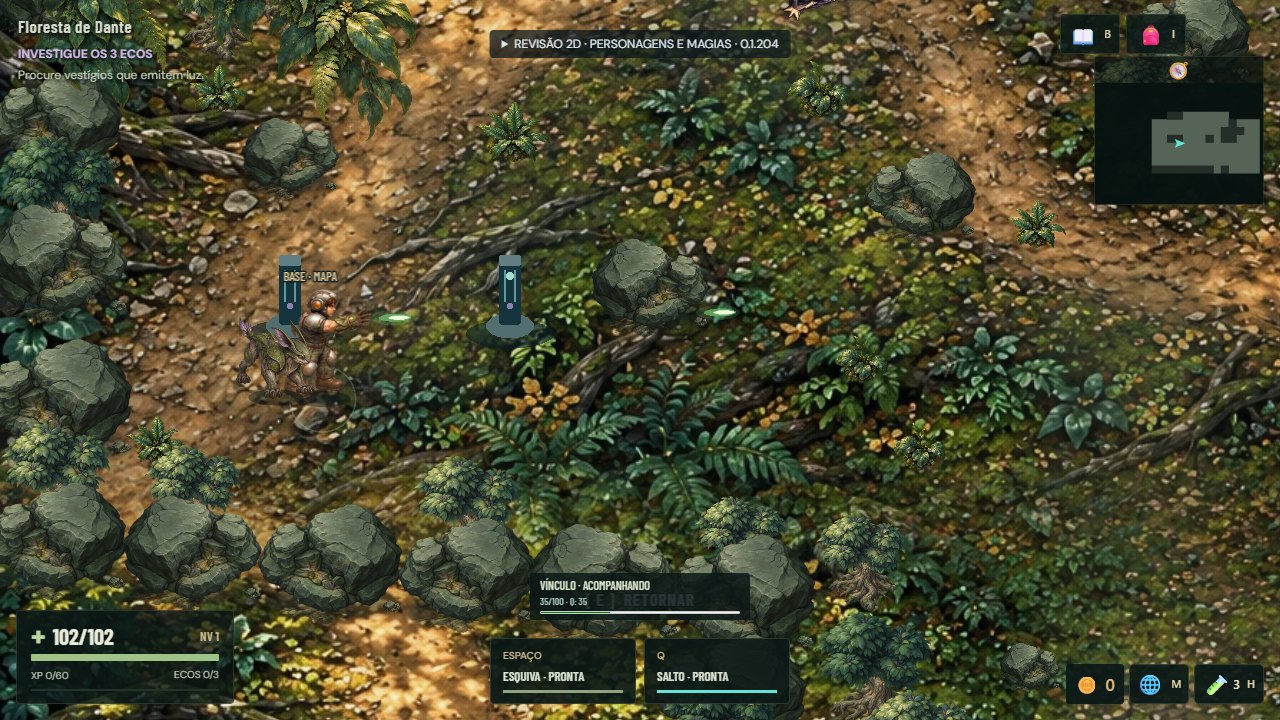 Floresta de Dante
INVESTIGUE OS 3 ECOS
Procure vestígios que emitem luz.
▶ REVISÃO 2D · PERSONAGENS E MAGIAS · 0.1.204
B
I
BASE · MAPA
VÍNCULO · ACOMPANHANDO
35/100 · Q: 35
E RETORNAR
102/102
NV 1
XP 0/60
ECOS 0/3
ESPAÇO
ESQUIVA · PRONTA
Q
SALTO · PRONTA
0
M
3 H